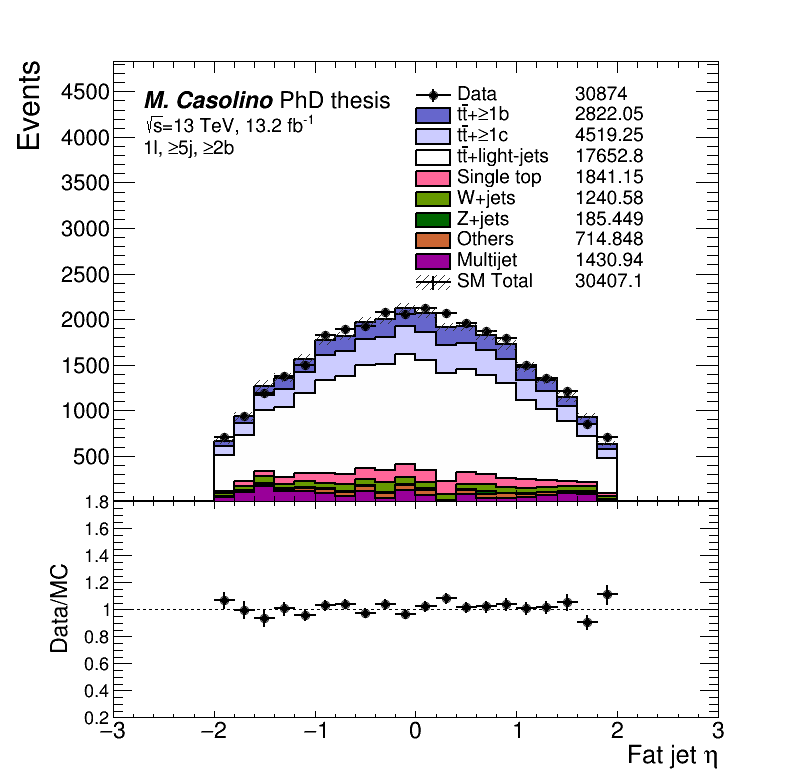 Events
4500
4000
3500
3000
2500
2000
1500
1000
500
M. Casolino PhD thesis
√s=13 TeV, 13.2 fb⁻¹
1l, ≥5j, ≥2b
Data 30874
tt̄+≥1b 2822.05
tt̄+≥1c 4519.25
tt̄+light-jets 17652.8
Single top 1841.15
W+jets 1240.58
Z+jets 185.449
Others 714.848
Multijet 1430.94
SM Total 30407.1
Data/MC
1.8
1.6
1.4
1.2
1
0.8
0.6
0.4
0.2
−3 −2 −1 0 1 2 3
Fat jet η